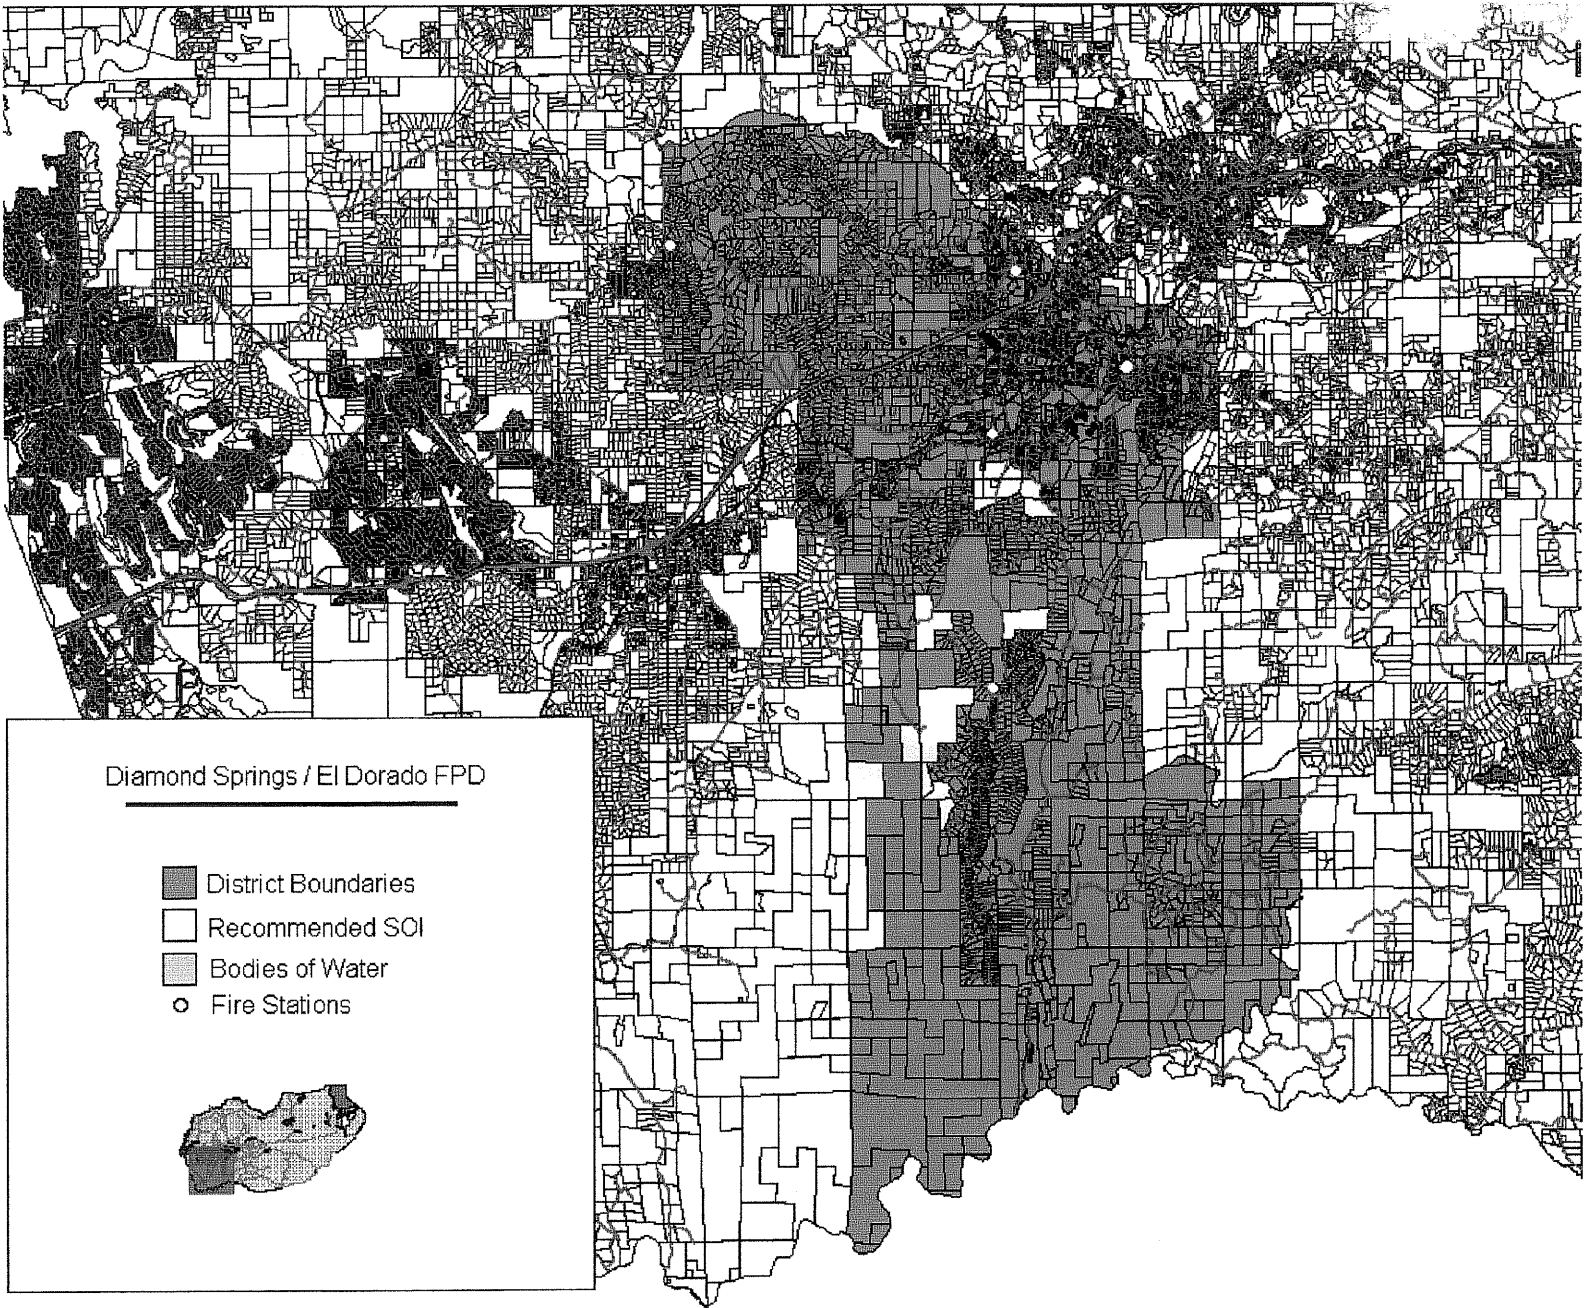 Diamond Springs / El Dorado FPD
District Boundaries
Recommended SOI
Bodies of Water
Fire Stations